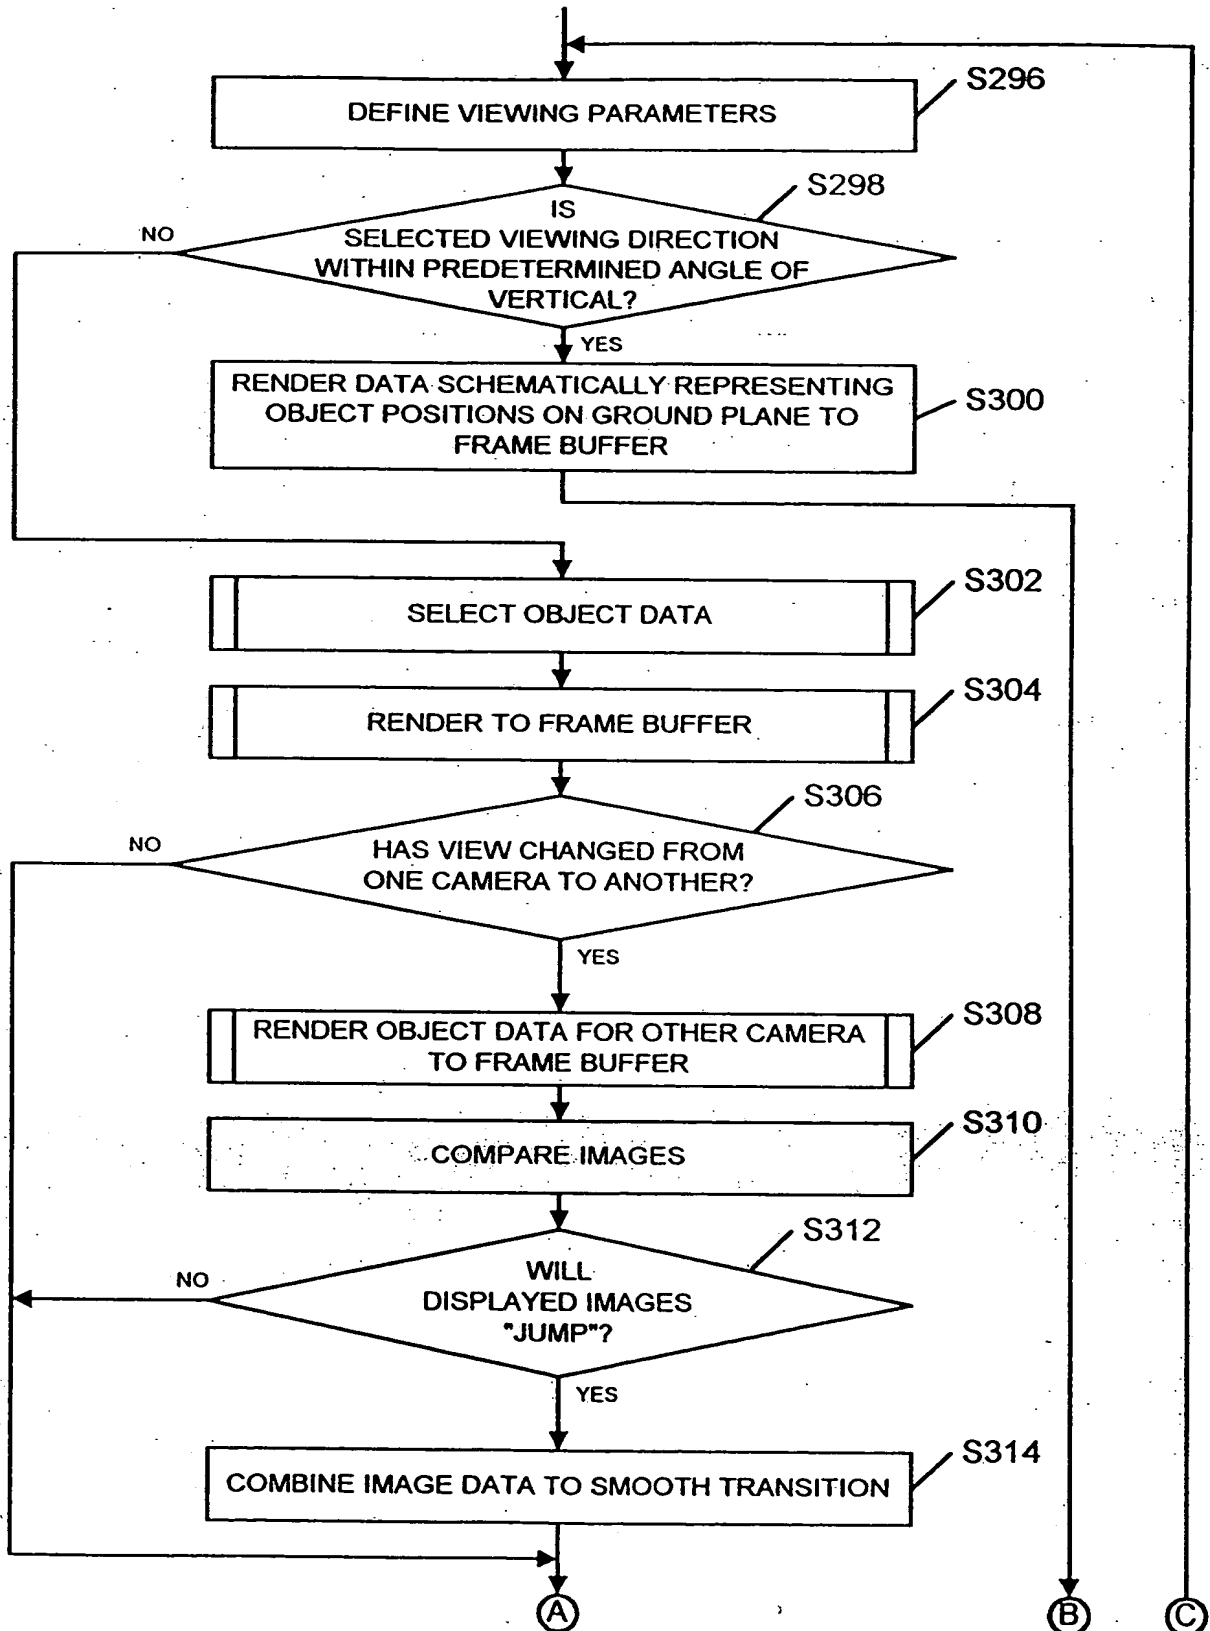 S296
DEFINE VIEWING PARAMETERS
S298
IS
SELECTED VIEWING DIRECTION
WITHIN PREDETERMINED ANGLE OF
VERTICAL?
NO
YES
RENDER DATA SCHEMATICALLY REPRESENTING
OBJECT POSITIONS ON GROUND PLANE TO
FRAME BUFFER
S300
S302
SELECT OBJECT DATA
S304
RENDER TO FRAME BUFFER
S306
NO
HAS VIEW CHANGED FROM
ONE CAMERA TO ANOTHER?
YES
S308
RENDER OBJECT DATA FOR OTHER CAMERA
TO FRAME BUFFER
S310
COMPARE IMAGES
S312
NO
WILL
DISPLAYED IMAGES
"JUMP"?
YES
S314
COMBINE IMAGE DATA TO SMOOTH TRANSITION
A
B
C